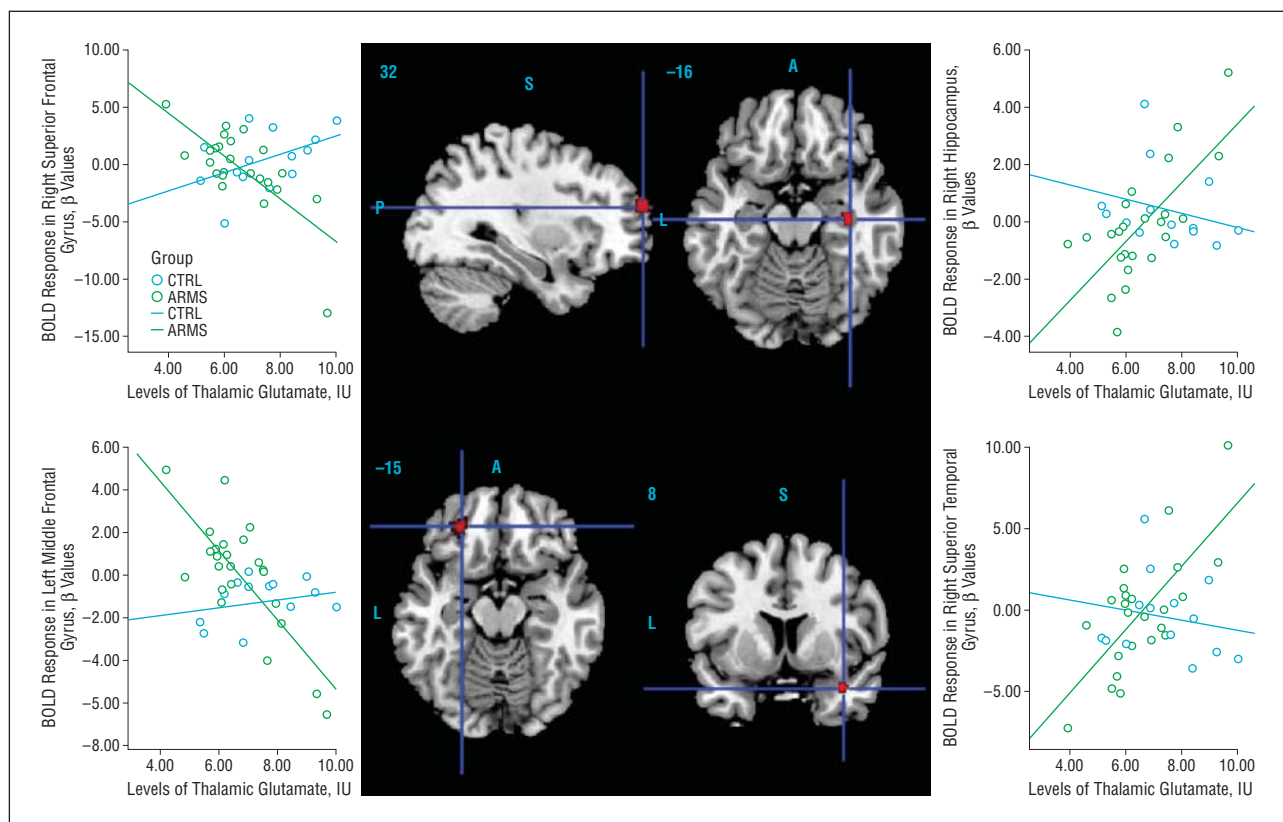 10.00
5.00
0.00
−5.00
−10.00
−15.00
BOLD Response in Right Superior Frontal
Gyrus, β Values
Group
CTRL
ARMS
CTRL
ARMS
4.00 6.00 8.00 10.00
Levels of Thalamic Glutamate, IU
32
S
P
−16
A
L
6.00
4.00
2.00
0.00
−2.00
−4.00
BOLD Response in Right Hippocampus,
β Values
4.00 6.00 8.00 10.00
Levels of Thalamic Glutamate, IU
6.00
4.00
2.00
0.00
−2.00
−4.00
−6.00
−8.00
BOLD Response in Left Middle Frontal
Gyrus, β Values
4.00 6.00 8.00 10.00
Levels of Thalamic Glutamate, IU
−15
A
L
8
S
L
10.00
5.00
0.00
−5.00
BOLD Response in Right Superior Temporal
Gyrus, β Values
4.00 6.00 8.00 10.00
Levels of Thalamic Glutamate, IU